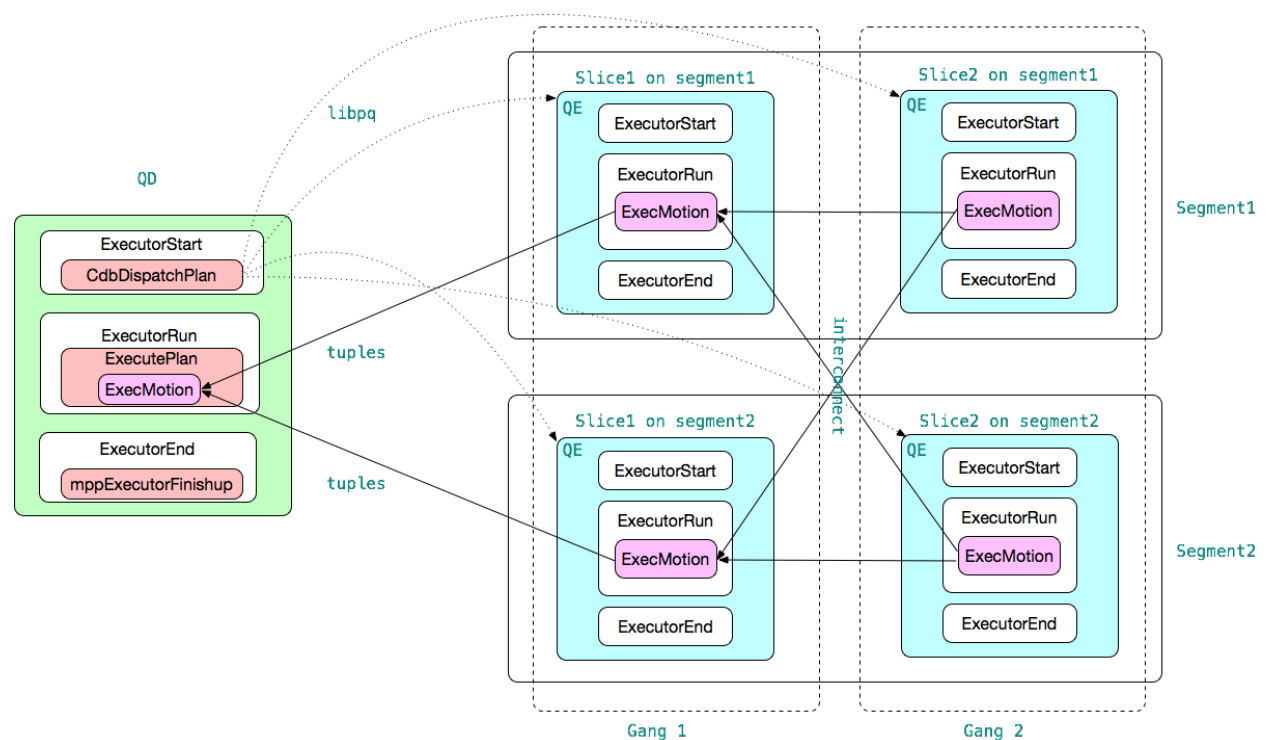 QD
ExecutorStart
CdbDispatchPlan
ExecutorRun
ExecutePlan
ExecMotion
ExecutorEnd
mppExecutorFinishup
libpq
tuples
tuples
Slice1 on segment1
QE
ExecutorStart
ExecutorRun
ExecMotion
ExecutorEnd
Slice2 on segment1
QE
ExecutorStart
ExecutorRun
ExecMotion
ExecutorEnd
Segment1
interconnect
Slice1 on segment2
QE
ExecutorStart
ExecutorRun
ExecMotion
ExecutorEnd
Slice2 on segment2
QE
ExecutorStart
ExecutorRun
ExecMotion
ExecutorEnd
Segment2
Gang 1
Gang 2